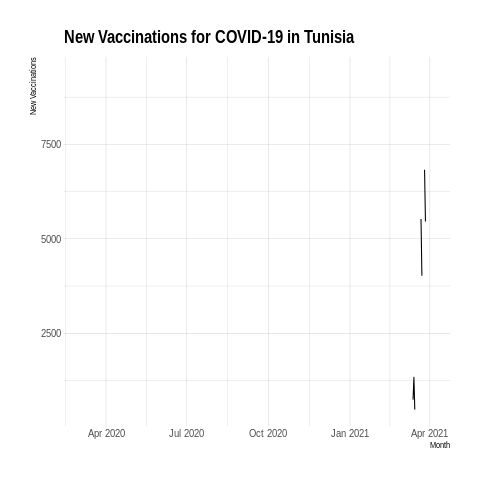 New Vaccinations for COVID-19 in Tunisia
New Vaccinations
7500
5000
2500
Apr 2020 Jul 2020 Oct 2020 Jan 2021 Apr 2021
Month